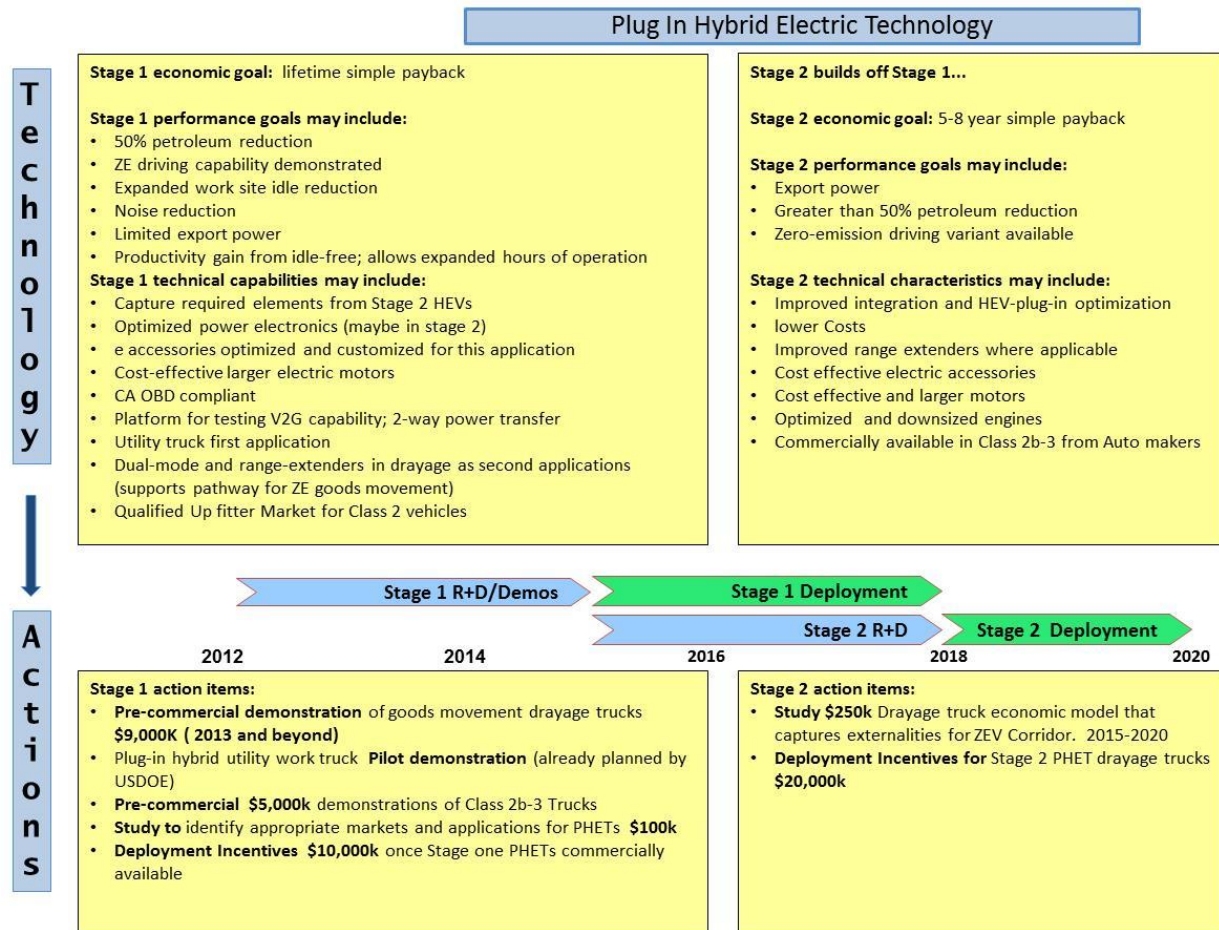 Plug In Hybrid Electric Technology
Technology
Stage 1 economic goal: lifetime simple payback
Stage 1 performance goals may include:
• 50% petroleum reduction
• ZE driving capability demonstrated
• Expanded work site idle reduction
• Noise reduction
• Limited export power
• Productivity gain from idle-free; allows expanded hours of operation
Stage 1 technical capabilities may include:
• Capture required elements from Stage 2 HEVs
• Optimized power electronics (maybe in stage 2)
• e accessories optimized and customized for this application
• Cost-effective larger electric motors
• CA OBD compliant
• Platform for testing V2G capability; 2-way power transfer
• Utility truck first application
• Dual-mode and range-extenders in drayage as second applications
(supports pathway for ZE goods movement)
• Qualified Up fitter Market for Class 2 vehicles
Stage 2 builds off Stage 1...
Stage 2 economic goal: 5-8 year simple payback
Stage 2 performance goals may include:
• Export power
• Greater than 50% petroleum reduction
• Zero-emission driving variant available
Stage 2 technical characteristics may include:
• Improved integration and HEV-plug-in optimization
• lower Costs
• Improved range extenders where applicable
• Cost effective electric accessories
• Cost effective and larger motors
• Optimized and downsized engines
• Commercially available in Class 2b-3 from Auto makers
Stage 1 R+D/Demos
Stage 1 Deployment
Stage 2 R+D
Stage 2 Deployment
2012 2014 2016 2018 2020
Actions
Stage 1 action items:
• Pre-commercial demonstration of goods movement drayage trucks
$9,000K ( 2013 and beyond)
• Plug-in hybrid utility work truck Pilot demonstration (already planned by
USDOE)
• Pre-commercial $5,000k demonstrations of Class 2b-3 Trucks
• Study to identify appropriate markets and applications for PHETs $100k
• Deployment Incentives $10,000k once Stage one PHETs commercially
available
Stage 2 action items:
• Study $250k Drayage truck economic model that
captures externalities for ZEV Corridor. 2015-2020
• Deployment Incentives for Stage 2 PHET drayage trucks
$20,000k